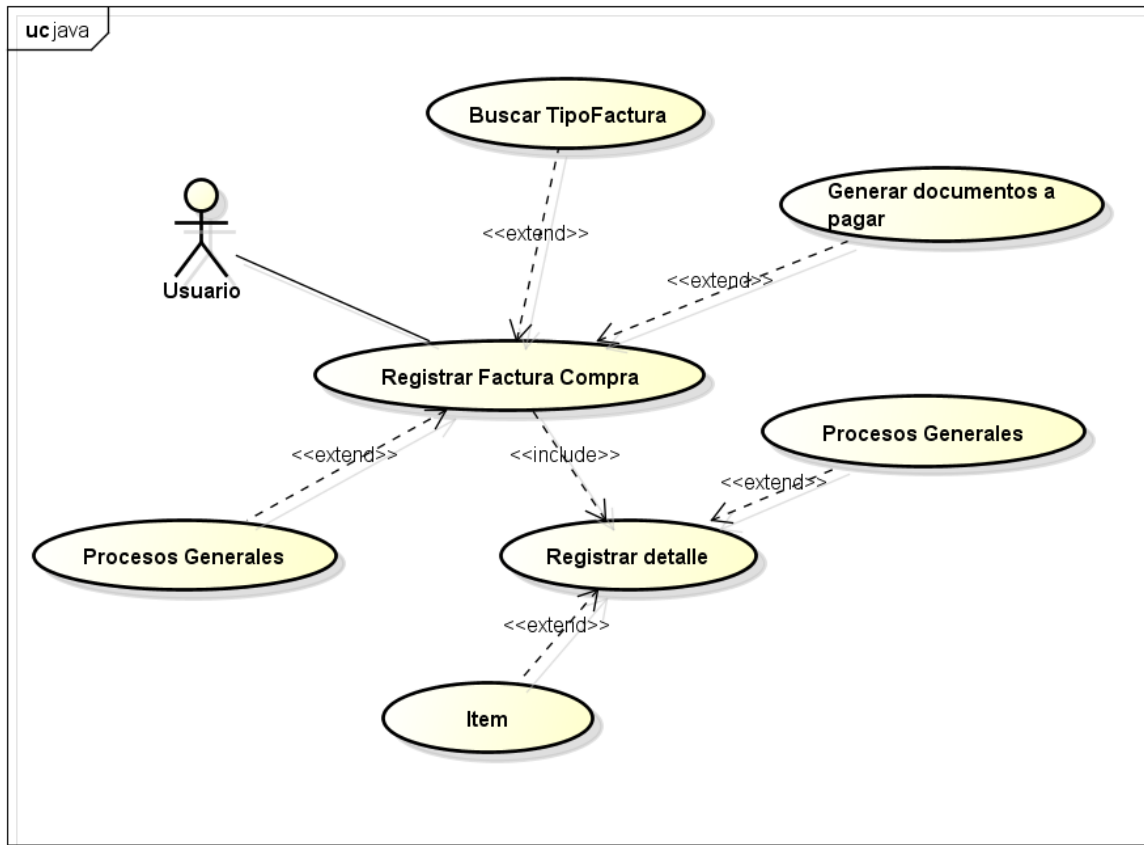 uc java
Buscar TipoFactura
Generar documentos a
pagar
<<extend>>
Usuario
<<extend>>
Registrar Factura Compra
Procesos Generales
<<extend>>
<<include>>
<<extend>>
Procesos Generales
Registrar detalle
<<extend>>
Item